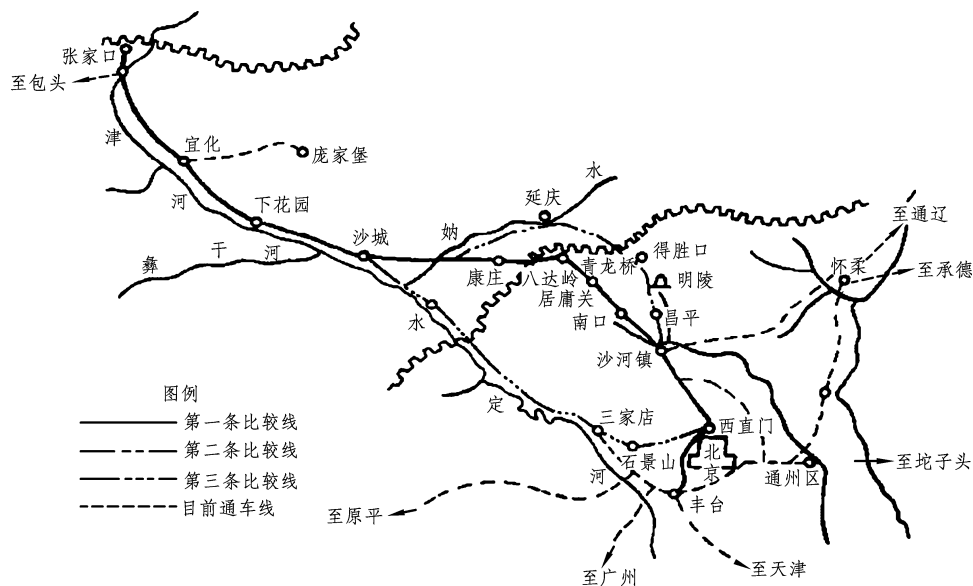 张家口
至包头
津
河
宜化
庞家堡
下花园
彝
干
河
沙城
妫
水
延庆
康庄
八达岭
青龙桥
居庸关
得胜口
明陵
南口
昌平
沙河镇
至通辽
怀柔
至承德
水
定
河
三家店
石景山
西直门
北
京
通州区
至坨子头
丰台
至原平
至广州
至天津
图例
第一条比较线
第二条比较线
第三条比较线
目前通车线